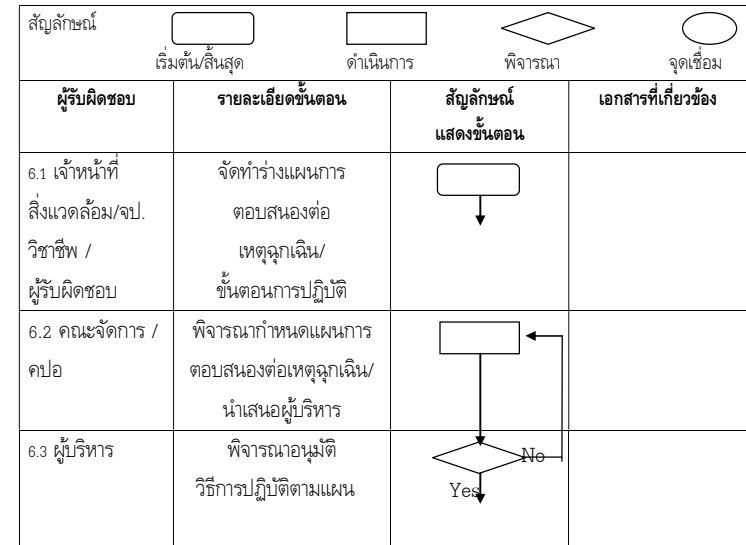 สัญลักษณ์
เริ่มต้น/สิ้นสุด ดำเนินการ พิจารณา จุดเชื่อม
ผู้รับผิดชอบ รายละเอียดขั้นตอน สัญลักษณ์ เอกสารที่เกี่ยวข้อง
แสดงขั้นตอน
6.1 เจ้าหน้าที่
สิ่งแวดล้อม/จป.
วิชาชีพ /
ผู้รับผิดชอบ
จัดทำร่างแผนการ
ตอบสนองต่อ
เหตุฉุกเฉิน/
ขั้นตอนการปฏิบัติ
6.2 คณะจัดการ /
คปอ
พิจารณากำหนดแผนการ
ตอบสนองต่อเหตุฉุกเฉิน/
นำเสนอผู้บริหาร
6.3 ผู้บริหาร
พิจารณาอนุมัติ
วิธีการปฏิบัติตามแผน
No
Yes